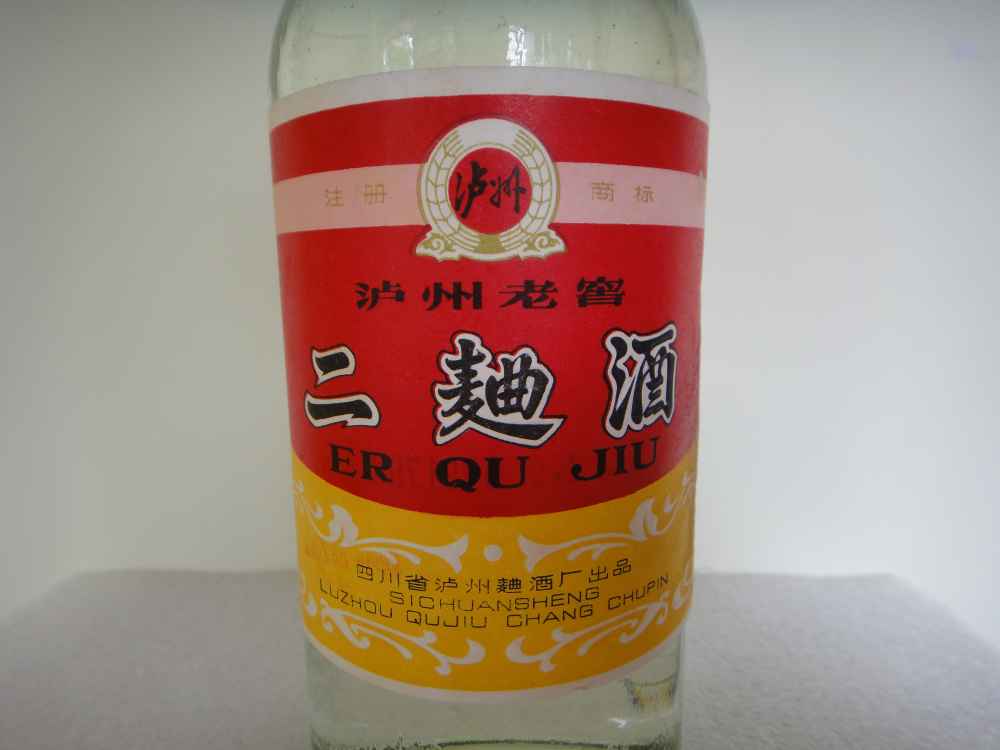 注册 泸州 商标
泸州老窖
二麯酒
ER QU JIU
四川省泸州麯酒厂出品
SICHUANSHENG
LUZHOU QUJIU CHANG CHUPIN